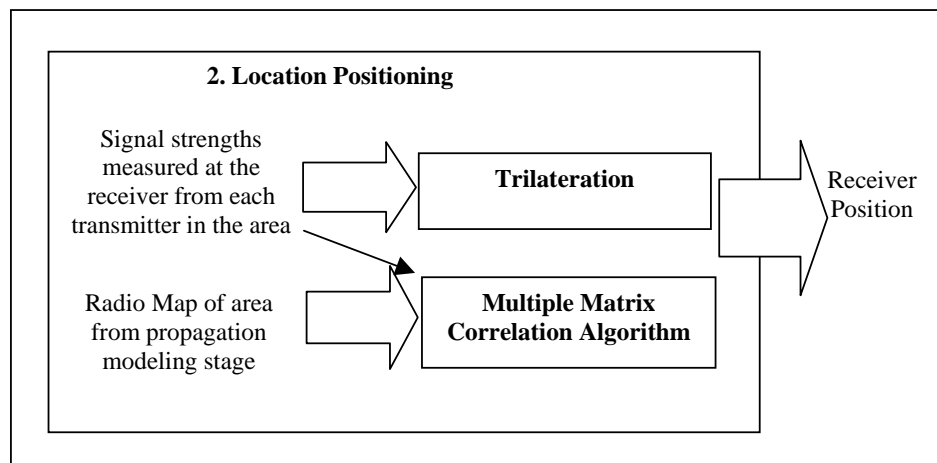 2. Location Positioning
Signal strengths
measured at the
receiver from each
transmitter in the area
Trilateration
Receiver
Position
Radio Map of area
from propagation
modeling stage
Multiple Matrix
Correlation Algorithm